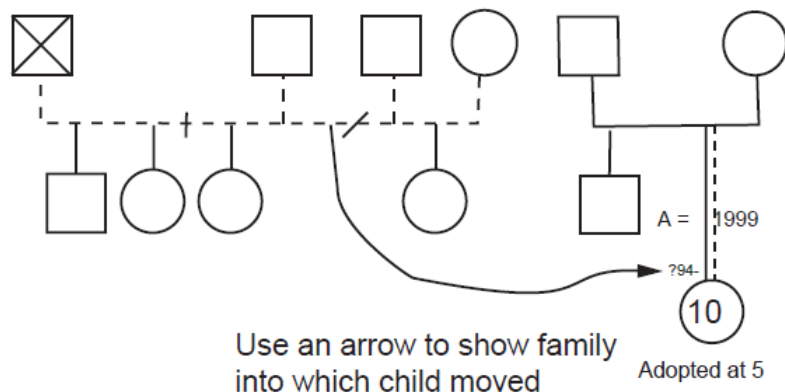 A = 1999
?94-
10
Use an arrow to show family
into which child moved
Adopted at 5